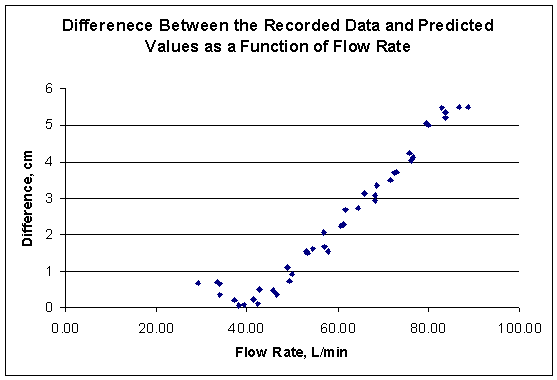 Differenece Between the Recorded Data and Predicted
Values as a Function of Flow Rate
6
5
4
3
2
1
0
Difference, cm
0.00 20.00 40.00 60.00 80.00 100.00
Flow Rate, L/min